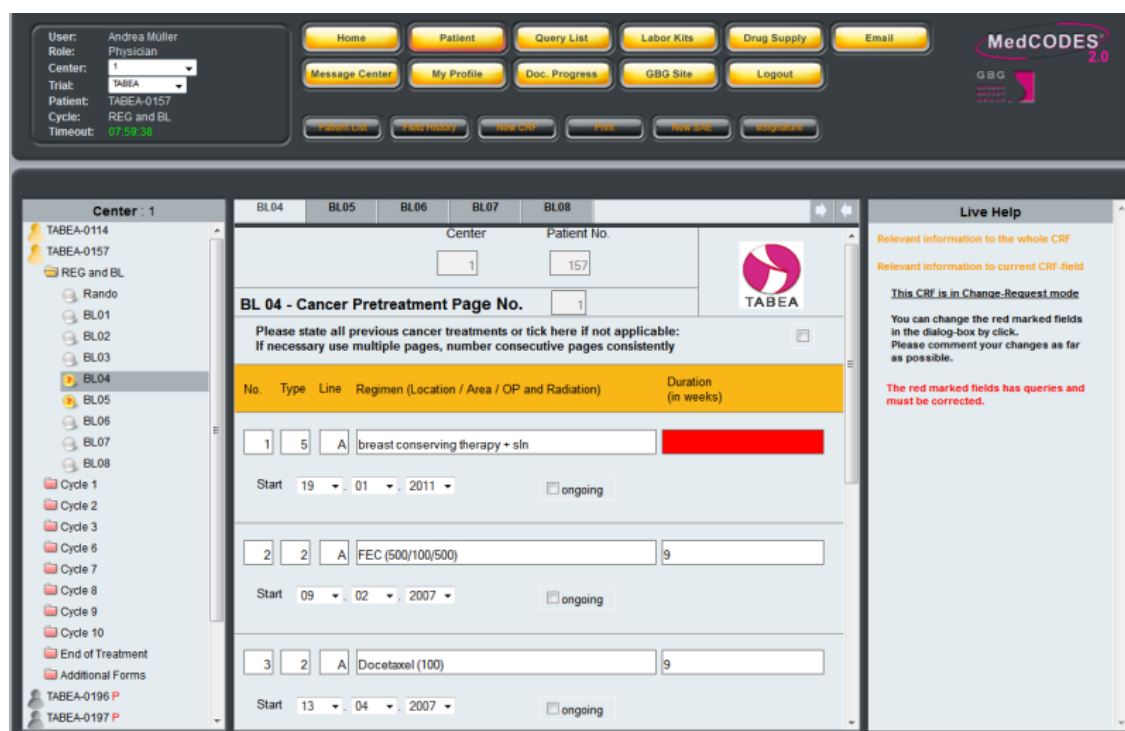 User: Andrea Müller
Role: Physician
Center: 1
Trial: TABEA
Patient: TABEA-0157
Cycle: REG and BL
Timeout: 07:59:38
Home Patient Query List Labor Kits Drug Supply Email
Message Center My Profile Doc. Progress GBG Site Logout
Patient List Field History New CRF Print New SAE eSignature
MedCODES
2.0
GBG
Center : 1
TABEA-0114
TABEA-0157
REG and BL
Rando
BL01
BL02
BL03
BL04
BL05
BL06
BL07
BL08
Cycle 1
Cycle 2
Cycle 3
Cycle 6
Cycle 7
Cycle 8
Cycle 9
Cycle 10
End of Treatment
Additional Forms
TABEA-0196 P
TABEA-0197 P
BL04 BL05 BL06 BL07 BL08
Center Patient No.
1 157
BL 04 - Cancer Pretreatment Page No. 1
TABEA
Please state all previous cancer treatments or tick here if not applicable:
If necessary use multiple pages, number consecutive pages consistently
No. Type Line Regimen (Location / Area / OP and Radiation) Duration
(in weeks)
1 5 A breast conserving therapy + sln
Start 19 . 01 . 2011 ongoing
2 2 A FEC (500/100/500) 9
Start 09 . 02 . 2007 ongoing
3 2 A Docetaxel (100) 9
Start 13 . 04 . 2007 ongoing
Live Help
Relevant information to the whole CRF
Relevant information to current CRF-field
This CRF is in Change-Request mode
You can change the red marked fields
in the dialog-box by click.
Please comment your changes as far
as possible.
The red marked fields has queries and
must be corrected.